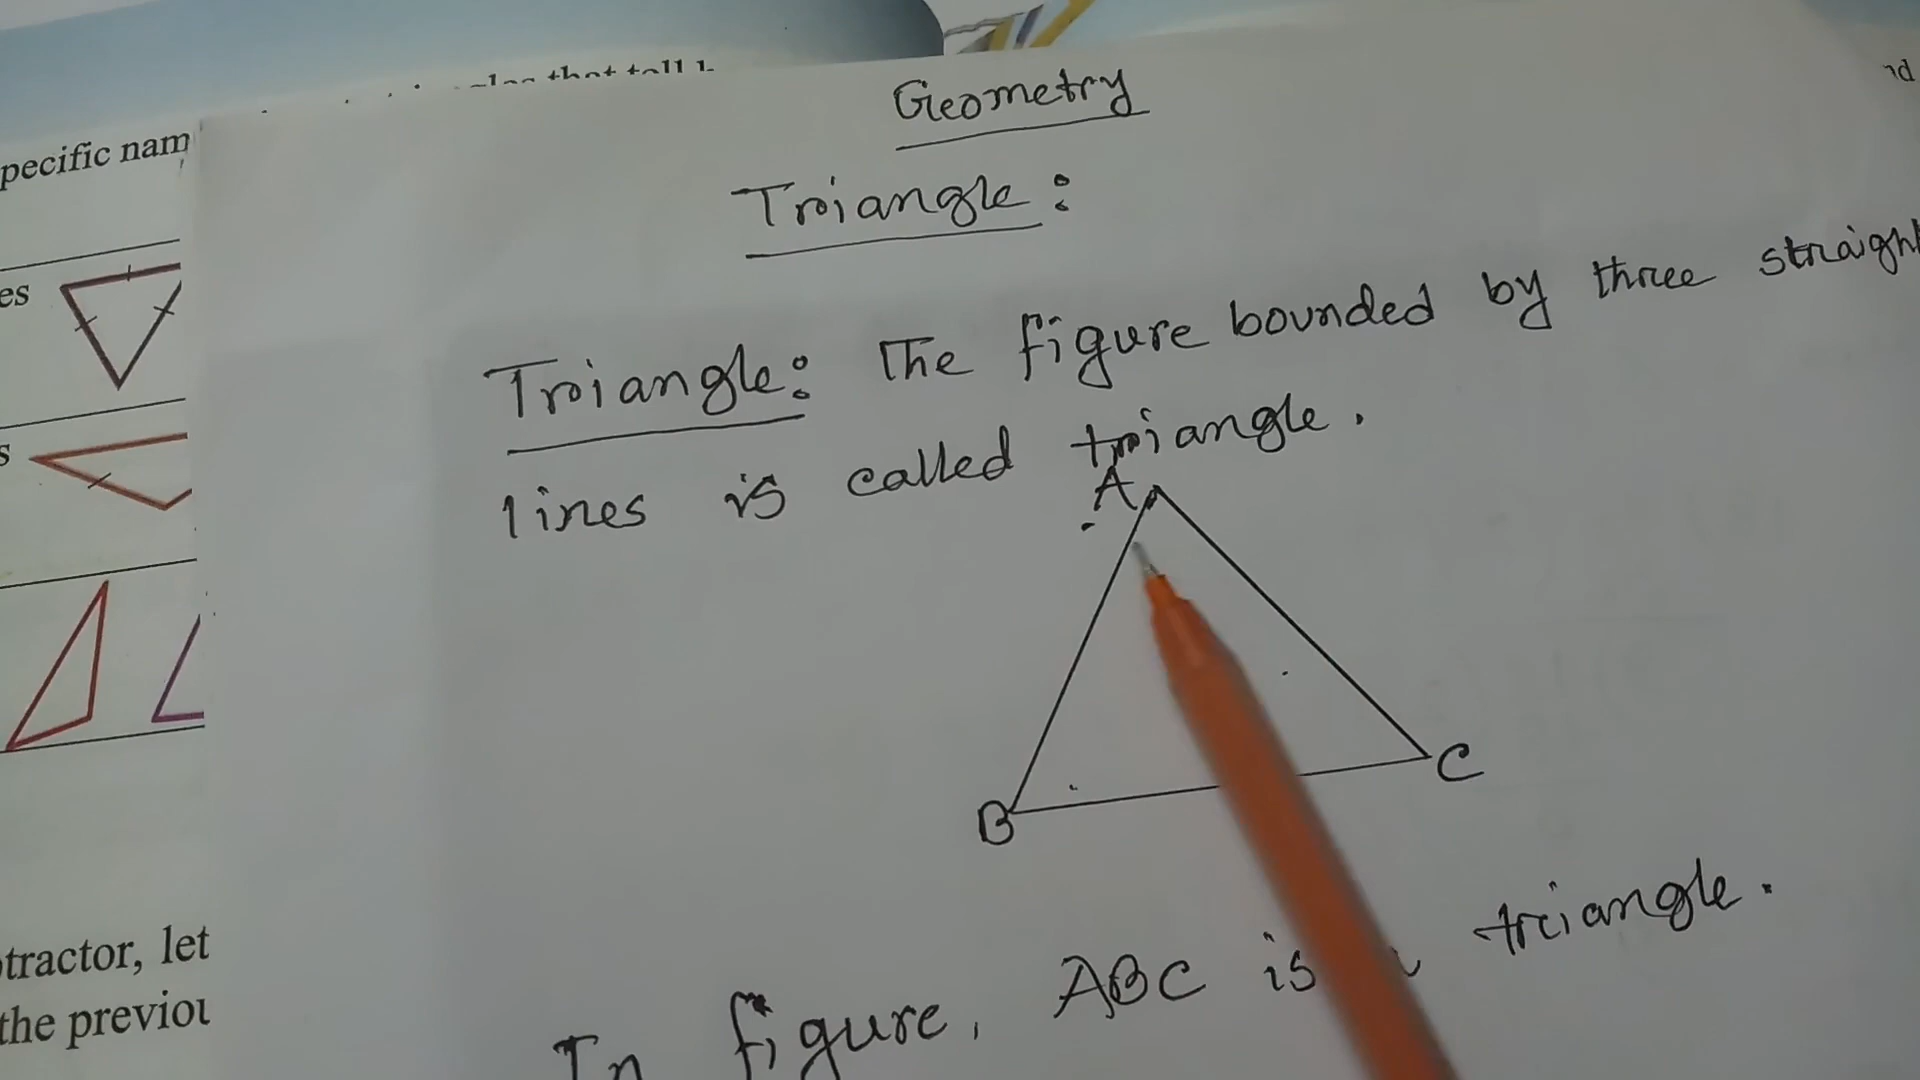 Geometry
Triangle:
Triangle: The figure bounded by three straight
lines is called triangle.
A
B
C
In figure, ABC is a triangle.
pecific nam
es
s
tractor, let
the previou